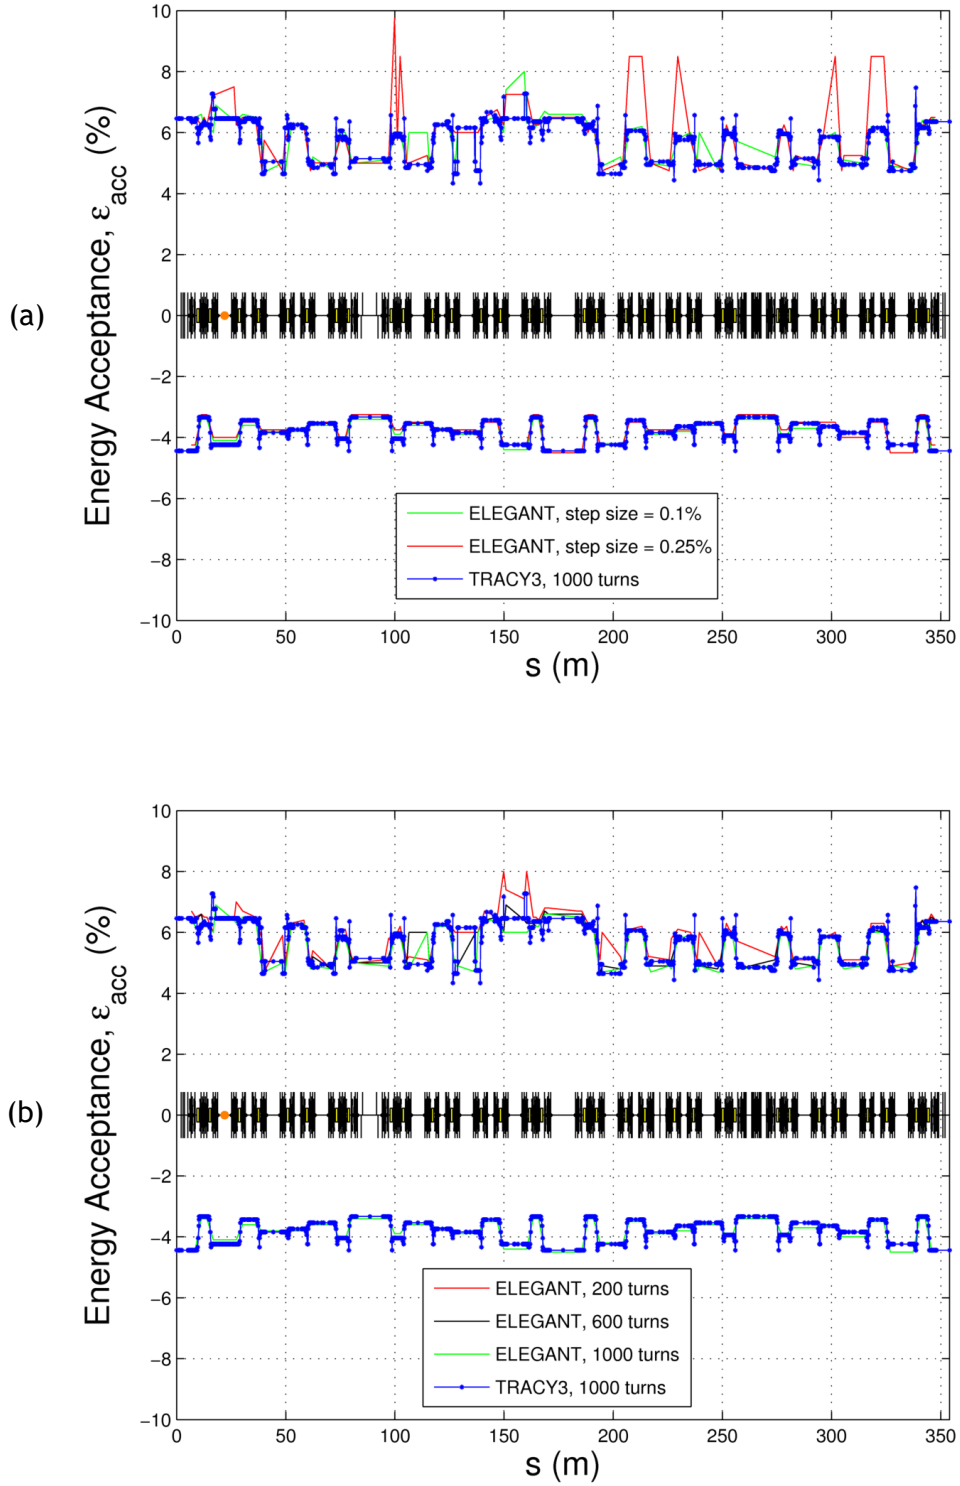 10
8
6
4
2
0
−2
−4
−6
−8
−10
Energy Acceptance, εacc (%)
(a)
ELEGANT, step size = 0.1%
ELEGANT, step size = 0.25%
TRACY3, 1000 turns
0 50 100 150 200 250 300 350
s (m)
10
8
6
4
2
0
−2
−4
−6
−8
−10
Energy Acceptance, εacc (%)
(b)
ELEGANT, 200 turns
ELEGANT, 600 turns
ELEGANT, 1000 turns
TRACY3, 1000 turns
0 50 100 150 200 250 300 350
s (m)